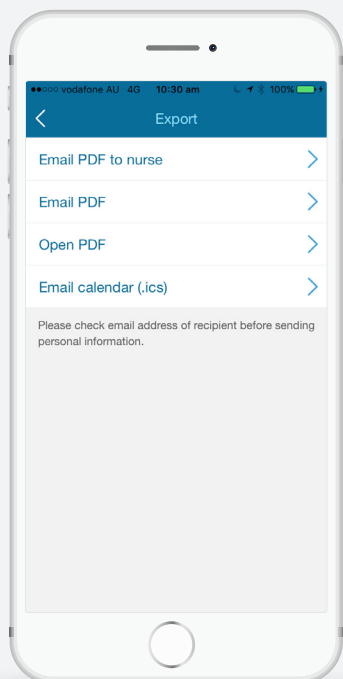 vodafone AU 4G 10:30 am 100%
Export
Email PDF to nurse
Email PDF
Open PDF
Email calendar (.ics)
Please check email address of recipient before sending
personal information.